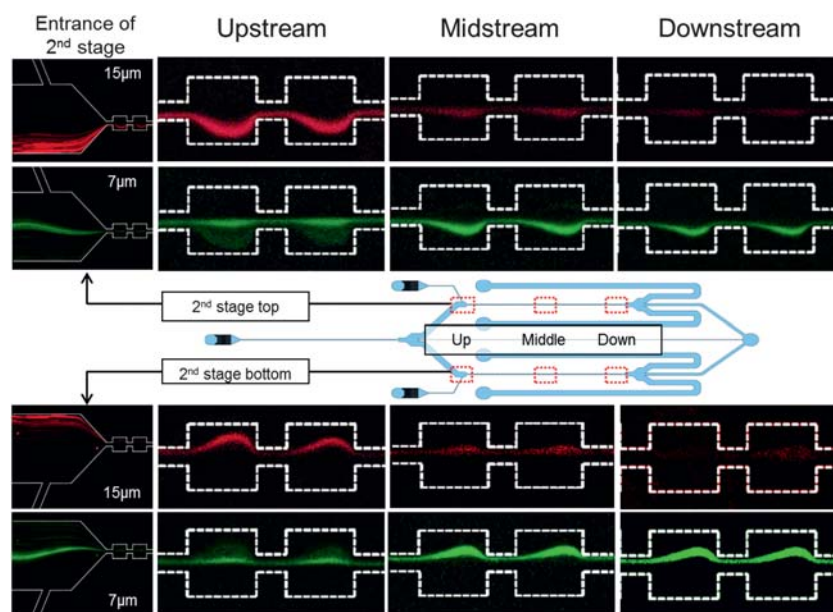 Entrance of
2nd stage
Upstream
Midstream
Downstream
15µm
7µm
2nd stage top
Up
Middle
Down
2nd stage bottom
15µm
7µm